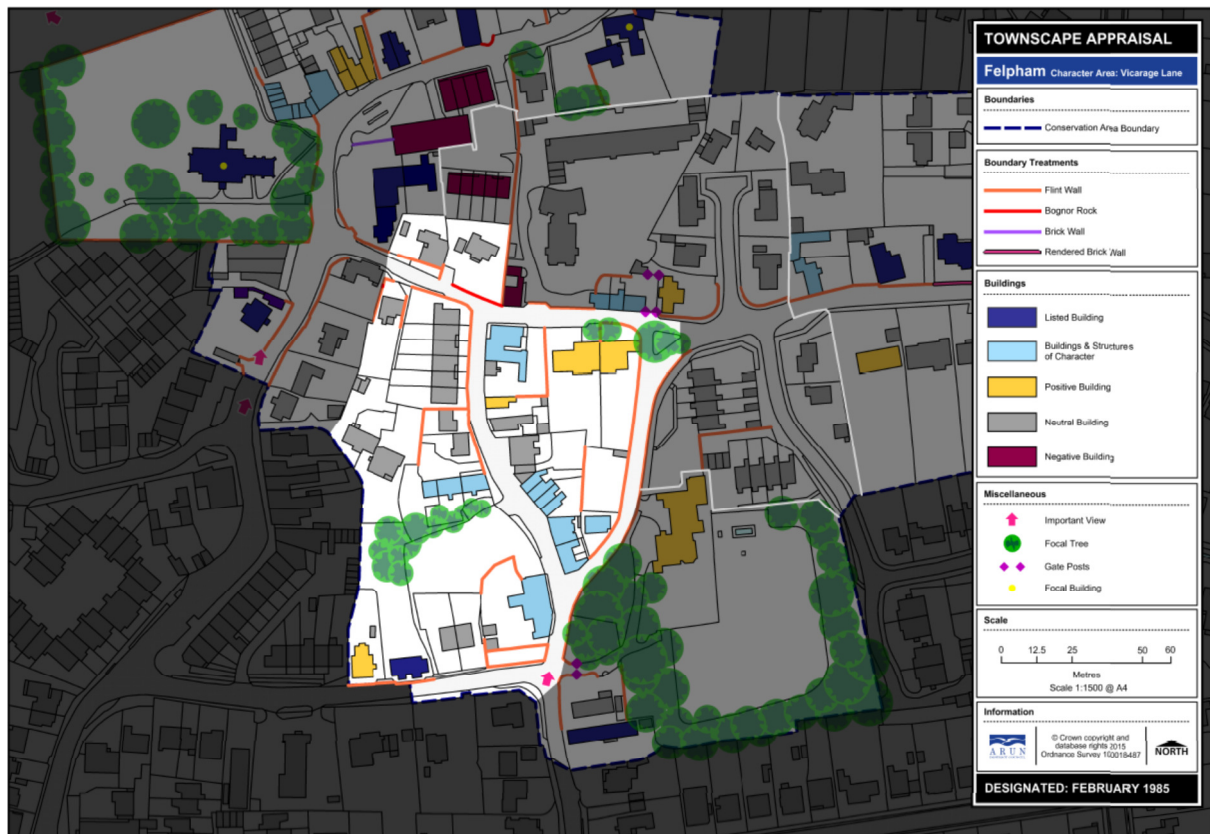 TOWNSCAPE APPRAISAL
Felpham Character Area: Vicarage Lane
Boundaries
Conservation Area Boundary
Boundary Treatments
Flint Wall
Bognor Rock
Brick Wall
Rendered Brick Wall
Buildings
Listed Building
Buildings & Structures
of Character
Positive Building
Neutral Building
Negative Building
Miscellaneous
Important View
Focal Tree
Gate Posts
Focal Building
Scale
0 12.5 25 50 60
Metres
Scale 1:1500 @ A4
Information
ARUN
© Crown copyright and
database rights 2015
Ordnance Survey 100018487
NORTH
DESIGNATED: FEBRUARY 1985